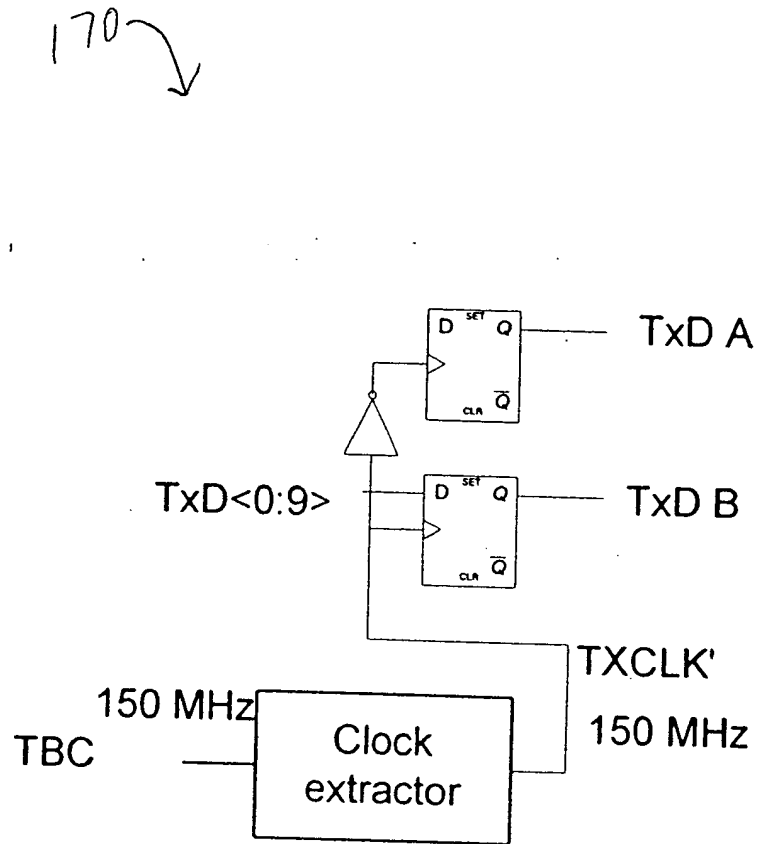 170
D SET Q
TxD A
CLR Q̅
TxD<0:9>
D SET Q
TxD B
CLR Q̅
TXCLK'
150 MHz
150 MHz
TBC
Clock
extractor